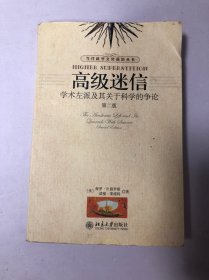 当代科学文化前沿丛书
HIGHER SUPERSTITION
高级迷信
学术左派及其关于科学的争论
第二版
The Academic Left and Its
Quarrels With Science
Second Edition
北京大学出版社